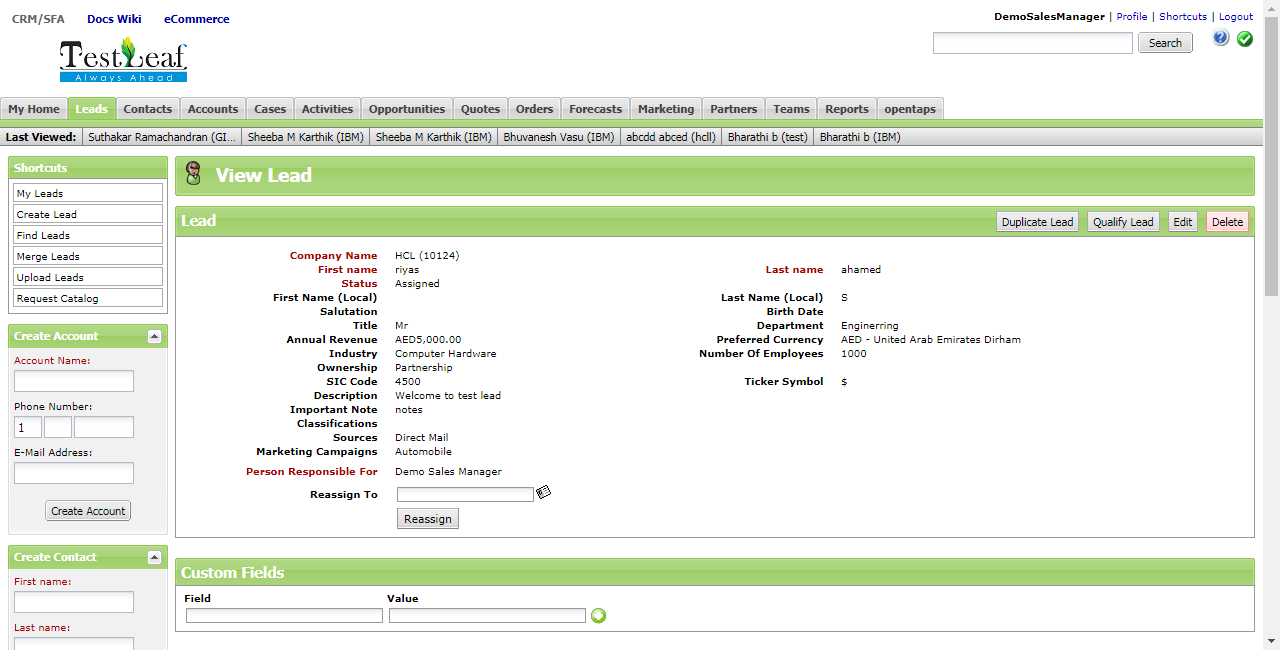 CRM/SFA Docs Wiki eCommerce
DemoSalesManager | Profile | Shortcuts | Logout
TestLeaf
Always Ahead
Search
My Home Leads Contacts Accounts Cases Activities Opportunities Quotes Orders Forecasts Marketing Partners Teams Reports opentaps
Last Viewed: Suthakar Ramachandran (GI... Sheeba M Karthik (IBM) Sheeba M Karthik (IBM) Bhuvanesh Vasu (IBM) abcdd abced (hcll) Bharathi b (test) Bharathi b (IBM)
Shortcuts
My Leads
Create Lead
Find Leads
Merge Leads
Upload Leads
Request Catalog
Create Account
Account Name:
Phone Number:
1
E-Mail Address:
Create Account
Create Contact
First name:
Last name:
View Lead
Lead Duplicate Lead Qualify Lead Edit Delete
Company Name HCL (10124)
First name riyas Last name ahamed
Status Assigned
First Name (Local) Last Name (Local) S
Salutation Birth Date
Title Mr Department Enginerring
Annual Revenue AED5,000.00 Preferred Currency AED - United Arab Emirates Dirham
Industry Computer Hardware Number Of Employees 1000
Ownership Partnership
SIC Code 4500 Ticker Symbol $
Description Welcome to test lead
Important Note notes
Classifications
Sources Direct Mail
Marketing Campaigns Automobile
Person Responsible For Demo Sales Manager
Reassign To
Reassign
Custom Fields
Field Value